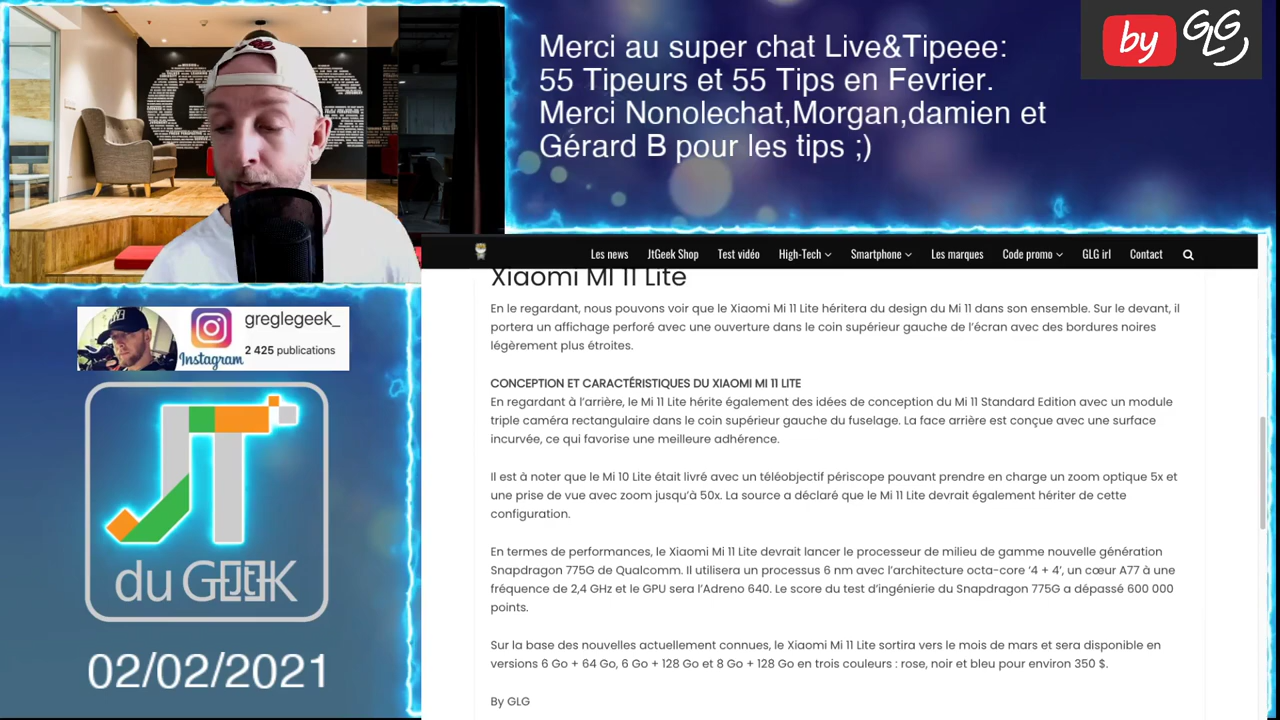 Merci au super chat Live&Tipeee:
55 Tipeurs et 55 Tips en Fevrier.
Merci Nonolechat,Morgan,damien et
Gérard B pour les tips ;)
by GLG
Les news JtGeek Shop Test vidéo High-Tech Smartphone Les marques Code promo GLG irl Contact
Xiaomi MI 11 Lite
En le regardant, nous pouvons voir que le Xiaomi Mi 11 Lite héritera du design du Mi 11 dans son ensemble. Sur le devant, il
portera un affichage perforé avec une ouverture dans le coin supérieur gauche de l'écran avec des bordures noires
légèrement plus étroites.
CONCEPTION ET CARACTÉRISTIQUES DU XIAOMI MI 11 LITE
En regardant à l'arrière, le Mi 11 Lite hérite également des idées de conception du Mi 11 Standard Edition avec un module
triple caméra rectangulaire dans le coin supérieur gauche du fuselage. La face arrière est conçue avec une surface
incurvée, ce qui favorise une meilleure adhérence.
Il est à noter que le Mi 10 Lite était livré avec un téléobjectif périscope pouvant prendre en charge un zoom optique 5x et
une prise de vue avec zoom jusqu'à 50x. La source a déclaré que le Mi 11 Lite devrait également hériter de cette
configuration.
En termes de performances, le Xiaomi Mi 11 Lite devrait lancer le processeur de milieu de gamme nouvelle génération
Snapdragon 775G de Qualcomm. Il utilisera un processus 6 nm avec l'architecture octa-core '4 + 4', un cœur A77 à une
fréquence de 2,4 GHz et le GPU sera l'Adreno 640. Le score du test d'ingénierie du Snapdragon 775G a dépassé 600 000
points.
Sur la base des nouvelles actuellement connues, le Xiaomi Mi 11 Lite sortira vers le mois de mars et sera disponible en
versions 6 Go + 64 Go, 6 Go + 128 Go et 8 Go + 128 Go en trois couleurs : rose, noir et bleu pour environ 350 $.
By GLG
greglegeek_
2 425 publications
Instagram
JT
du GEEK
02/02/2021